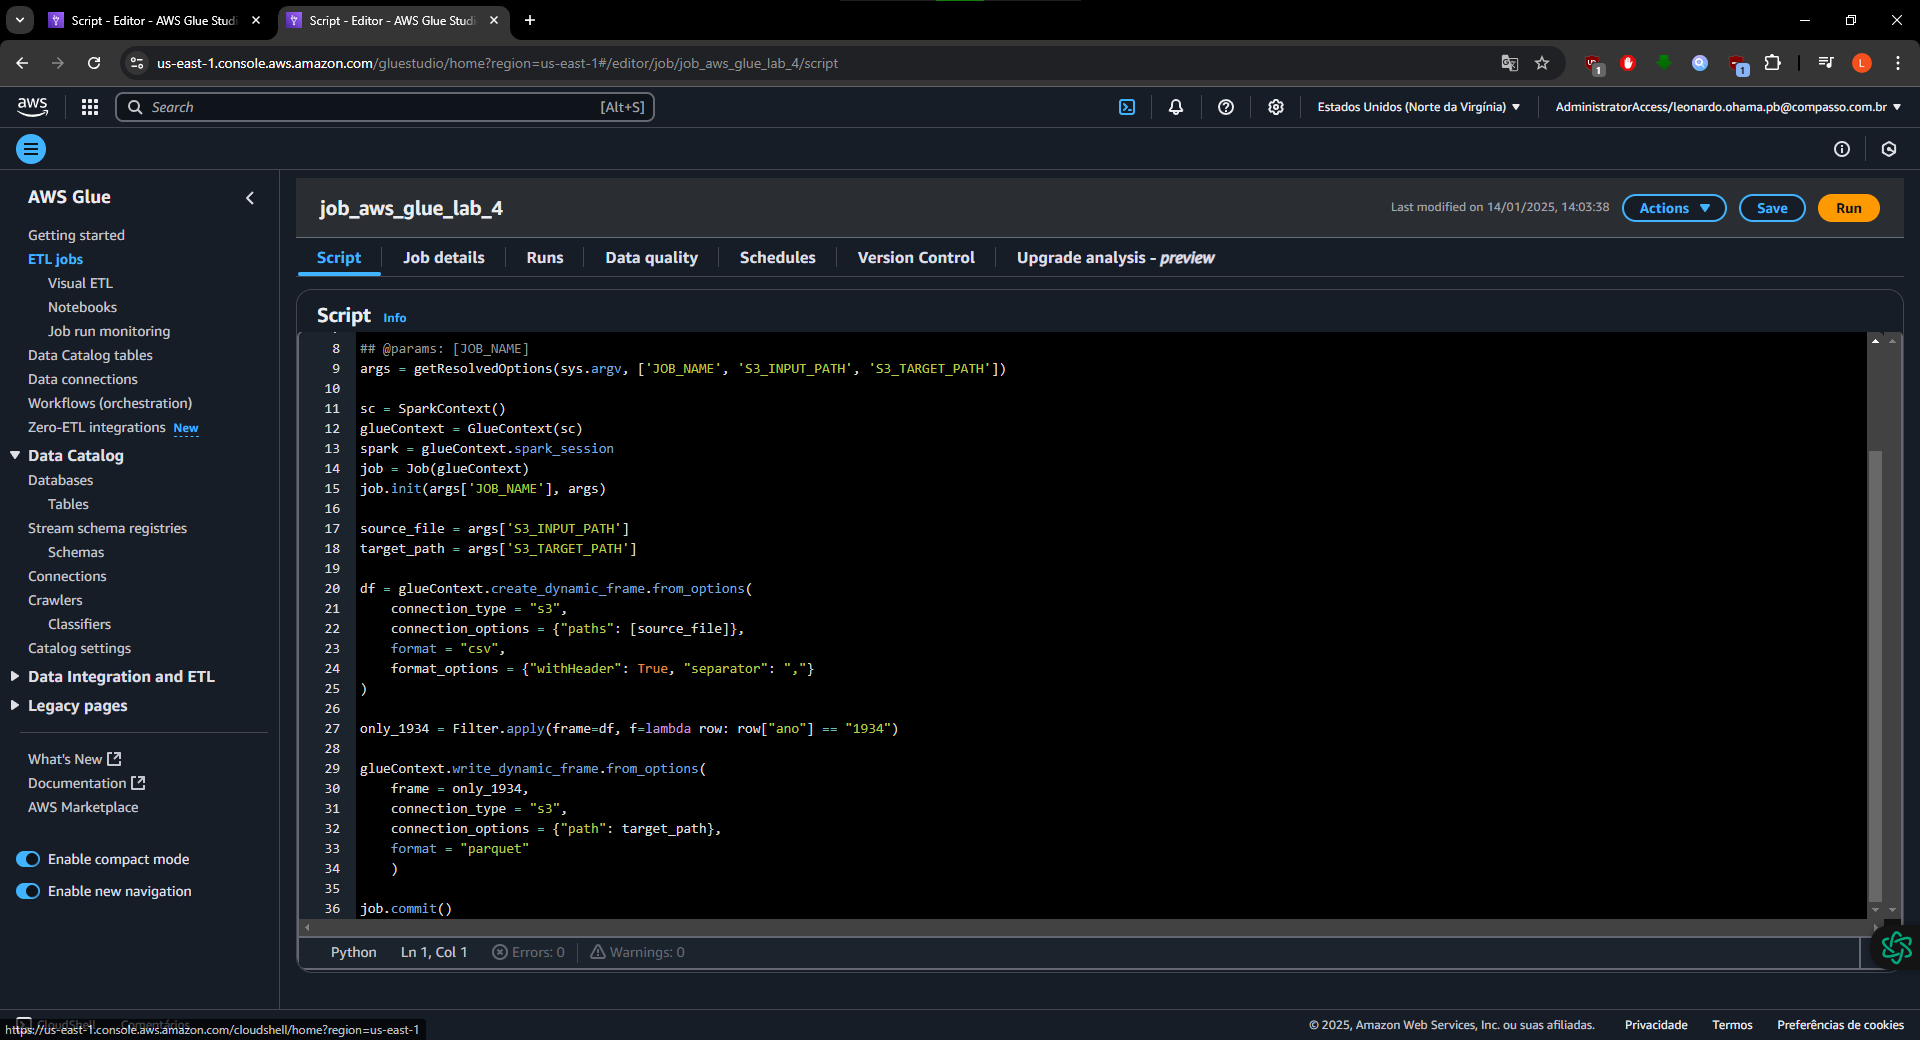 Script - Editor - AWS Glue Studi
Script - Editor - AWS Glue Studi
us-east-1.console.aws.amazon.com/gluestudio/home?region=us-east-1#/editor/job/job_aws_glue_lab_4/script
1
1
L
aws
Search
[Alt+S]
Estados Unidos (Norte da Virgínia)
AdministratorAccess/leonardo.ohama.pb@compasso.com.br
AWS Glue
Getting started
ETL jobs
Visual ETL
Notebooks
Job run monitoring
Data Catalog tables
Data connections
Workflows (orchestration)
Zero-ETL integrations New
Data Catalog
Databases
Tables
Stream schema registries
Schemas
Connections
Crawlers
Classifiers
Catalog settings
Data Integration and ETL
Legacy pages
What's New
Documentation
AWS Marketplace
Enable compact mode
Enable new navigation
job_aws_glue_lab_4
Last modified on 14/01/2025, 14:03:38
Actions
Save
Run
Script
Job details
Runs
Data quality
Schedules
Version Control
Upgrade analysis - preview
Script Info
8 ## @params: [JOB_NAME]
9 args = getResolvedOptions(sys.argv, ['JOB_NAME', 'S3_INPUT_PATH', 'S3_TARGET_PATH'])
10
11 sc = SparkContext()
12 glueContext = GlueContext(sc)
13 spark = glueContext.spark_session
14 job = Job(glueContext)
15 job.init(args['JOB_NAME'], args)
16
17 source_file = args['S3_INPUT_PATH']
18 target_path = args['S3_TARGET_PATH']
19
20 df = glueContext.create_dynamic_frame.from_options(
21     connection_type = "s3",
22     connection_options = {"paths": [source_file]},
23     format = "csv",
24     format_options = {"withHeader": True, "separator": ","}
25 )
26
27 only_1934 = Filter.apply(frame=df, f=lambda row: row["ano"] == "1934")
28
29 glueContext.write_dynamic_frame.from_options(
30     frame = only_1934,
31     connection_type = "s3",
32     connection_options = {"path": target_path},
33     format = "parquet"
34     )
35
36 job.commit()
Python
Ln 1, Col 1
Errors: 0
Warnings: 0
CloudShell
Comentários
https://us-east-1.console.aws.amazon.com/cloudshell/home?region=us-east-1
© 2025, Amazon Web Services, Inc. ou suas afiliadas.
Privacidade
Termos
Preferências de cookies